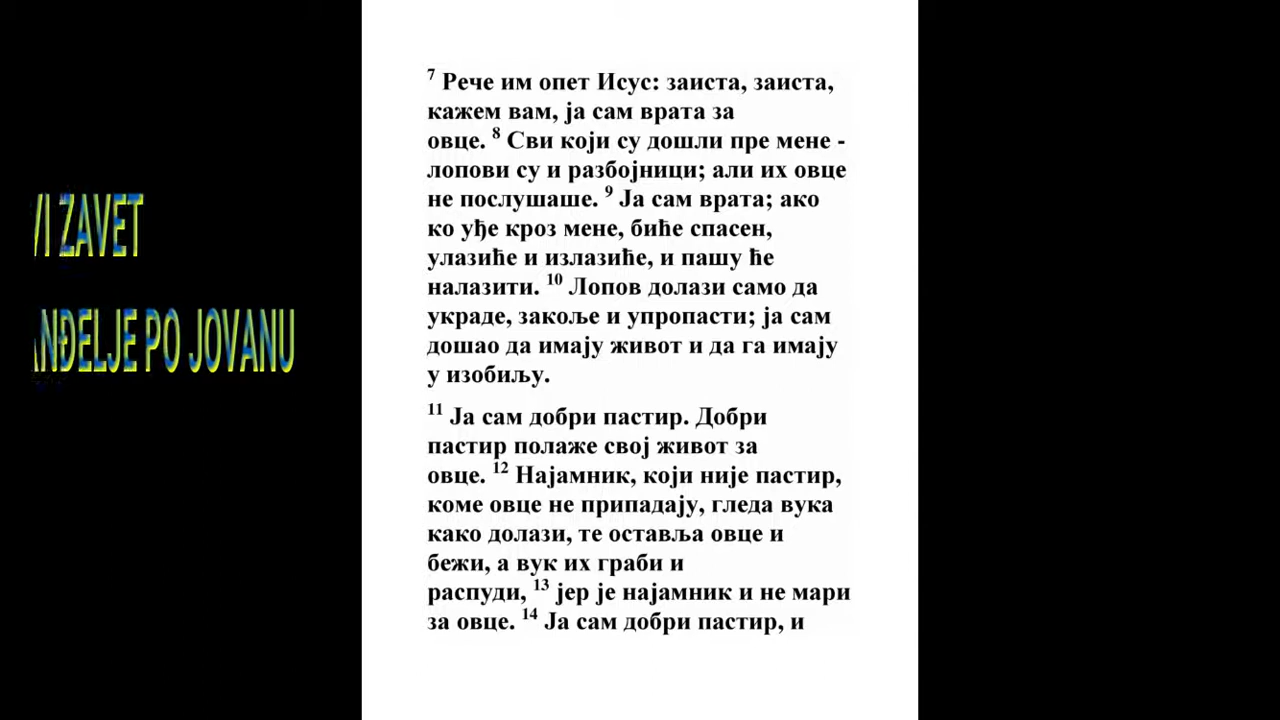 VI ZAVET
ANĐELJE PO JOVANU
7 Рече им опет Исус: заиста, заиста,
кажем вам, ја сам врата за
овце. 8 Сви који су дошли пре мене -
лопови су и разбојници; али их овце
не послушаше. 9 Ја сам врата; ако
ко уђе кроз мене, биће спасен,
улазиће и излазиће, и пашу ће
налазити. 10 Лопов долази само да
украде, закоље и упропасти; ја сам
дошао да имају живот и да га имају
у изобиљу.
11 Ја сам добри пастир. Добри
пастир полаже свој живот за
овце. 12 Најамник, који није пастир,
коме овце не припадају, гледа вука
како долази, те оставља овце и
бежи, а вук их граби и
распуди, 13 јер је најамник и не мари
за овце. 14 Ја сам добри пастир, и